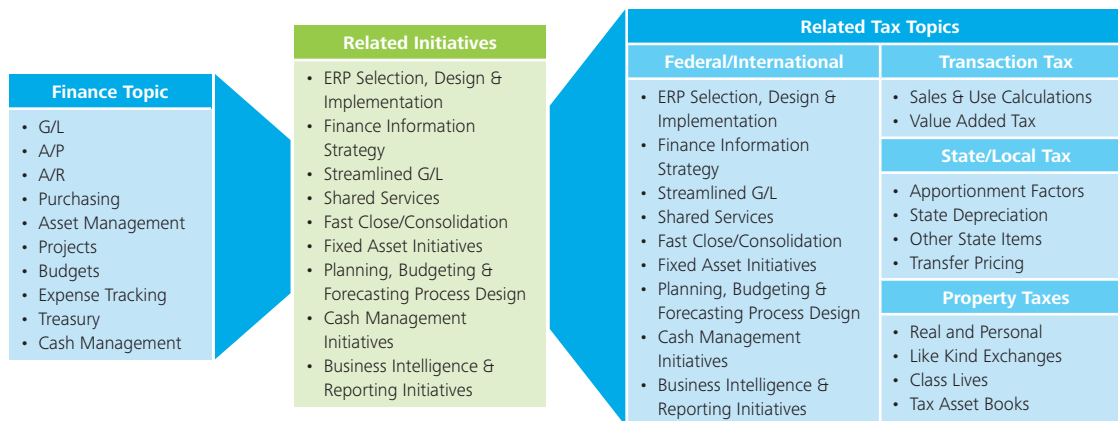 Finance Topic
• G/L
• A/P
• A/R
• Purchasing
• Asset Management
• Projects
• Budgets
• Expense Tracking
• Treasury
• Cash Management
Related Initiatives
• ERP Selection, Design &
Implementation
• Finance Information
Strategy
• Streamlined G/L
• Shared Services
• Fast Close/Consolidation
• Fixed Asset Initiatives
• Planning, Budgeting &
Forecasting Process Design
• Cash Management
Initiatives
• Business Intelligence &
Reporting Initiatives
Related Tax Topics
Federal/International
• ERP Selection, Design &
Implementation
• Finance Information
Strategy
• Streamlined G/L
• Shared Services
• Fast Close/Consolidation
• Fixed Asset Initiatives
• Planning, Budgeting &
Forecasting Process Design
• Cash Management
Initiatives
• Business Intelligence &
Reporting Initiatives
Transaction Tax
• Sales & Use Calculations
• Value Added Tax
State/Local Tax
• Apportionment Factors
• State Depreciation
• Other State Items
• Transfer Pricing
Property Taxes
• Real and Personal
• Like Kind Exchanges
• Class Lives
• Tax Asset Books